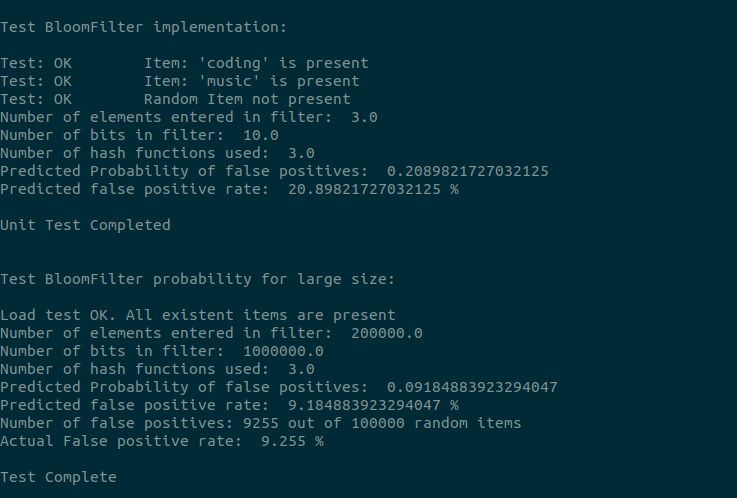 Test BloomFilter implementation:
Test: OK        Item: 'coding' is present
Test: OK        Item: 'music' is present
Test: OK        Random Item not present
Number of elements entered in filter:  3.0
Number of bits in filter:  10.0
Number of hash functions used:  3.0
Predicted Probability of false positives:  0.2089821727032125
Predicted false positive rate:  20.89821727032125 %
Unit Test Completed
Test BloomFilter probability for large size:
Load test OK. All existent items are present
Number of elements entered in filter:  200000.0
Number of bits in filter:  1000000.0
Number of hash functions used:  3.0
Predicted Probability of false positives:  0.09184883923294047
Predicted false positive rate:  9.184883923294047 %
Number of false positives: 9255 out of 100000 random items
Actual False positive rate:  9.255 %
Test Complete